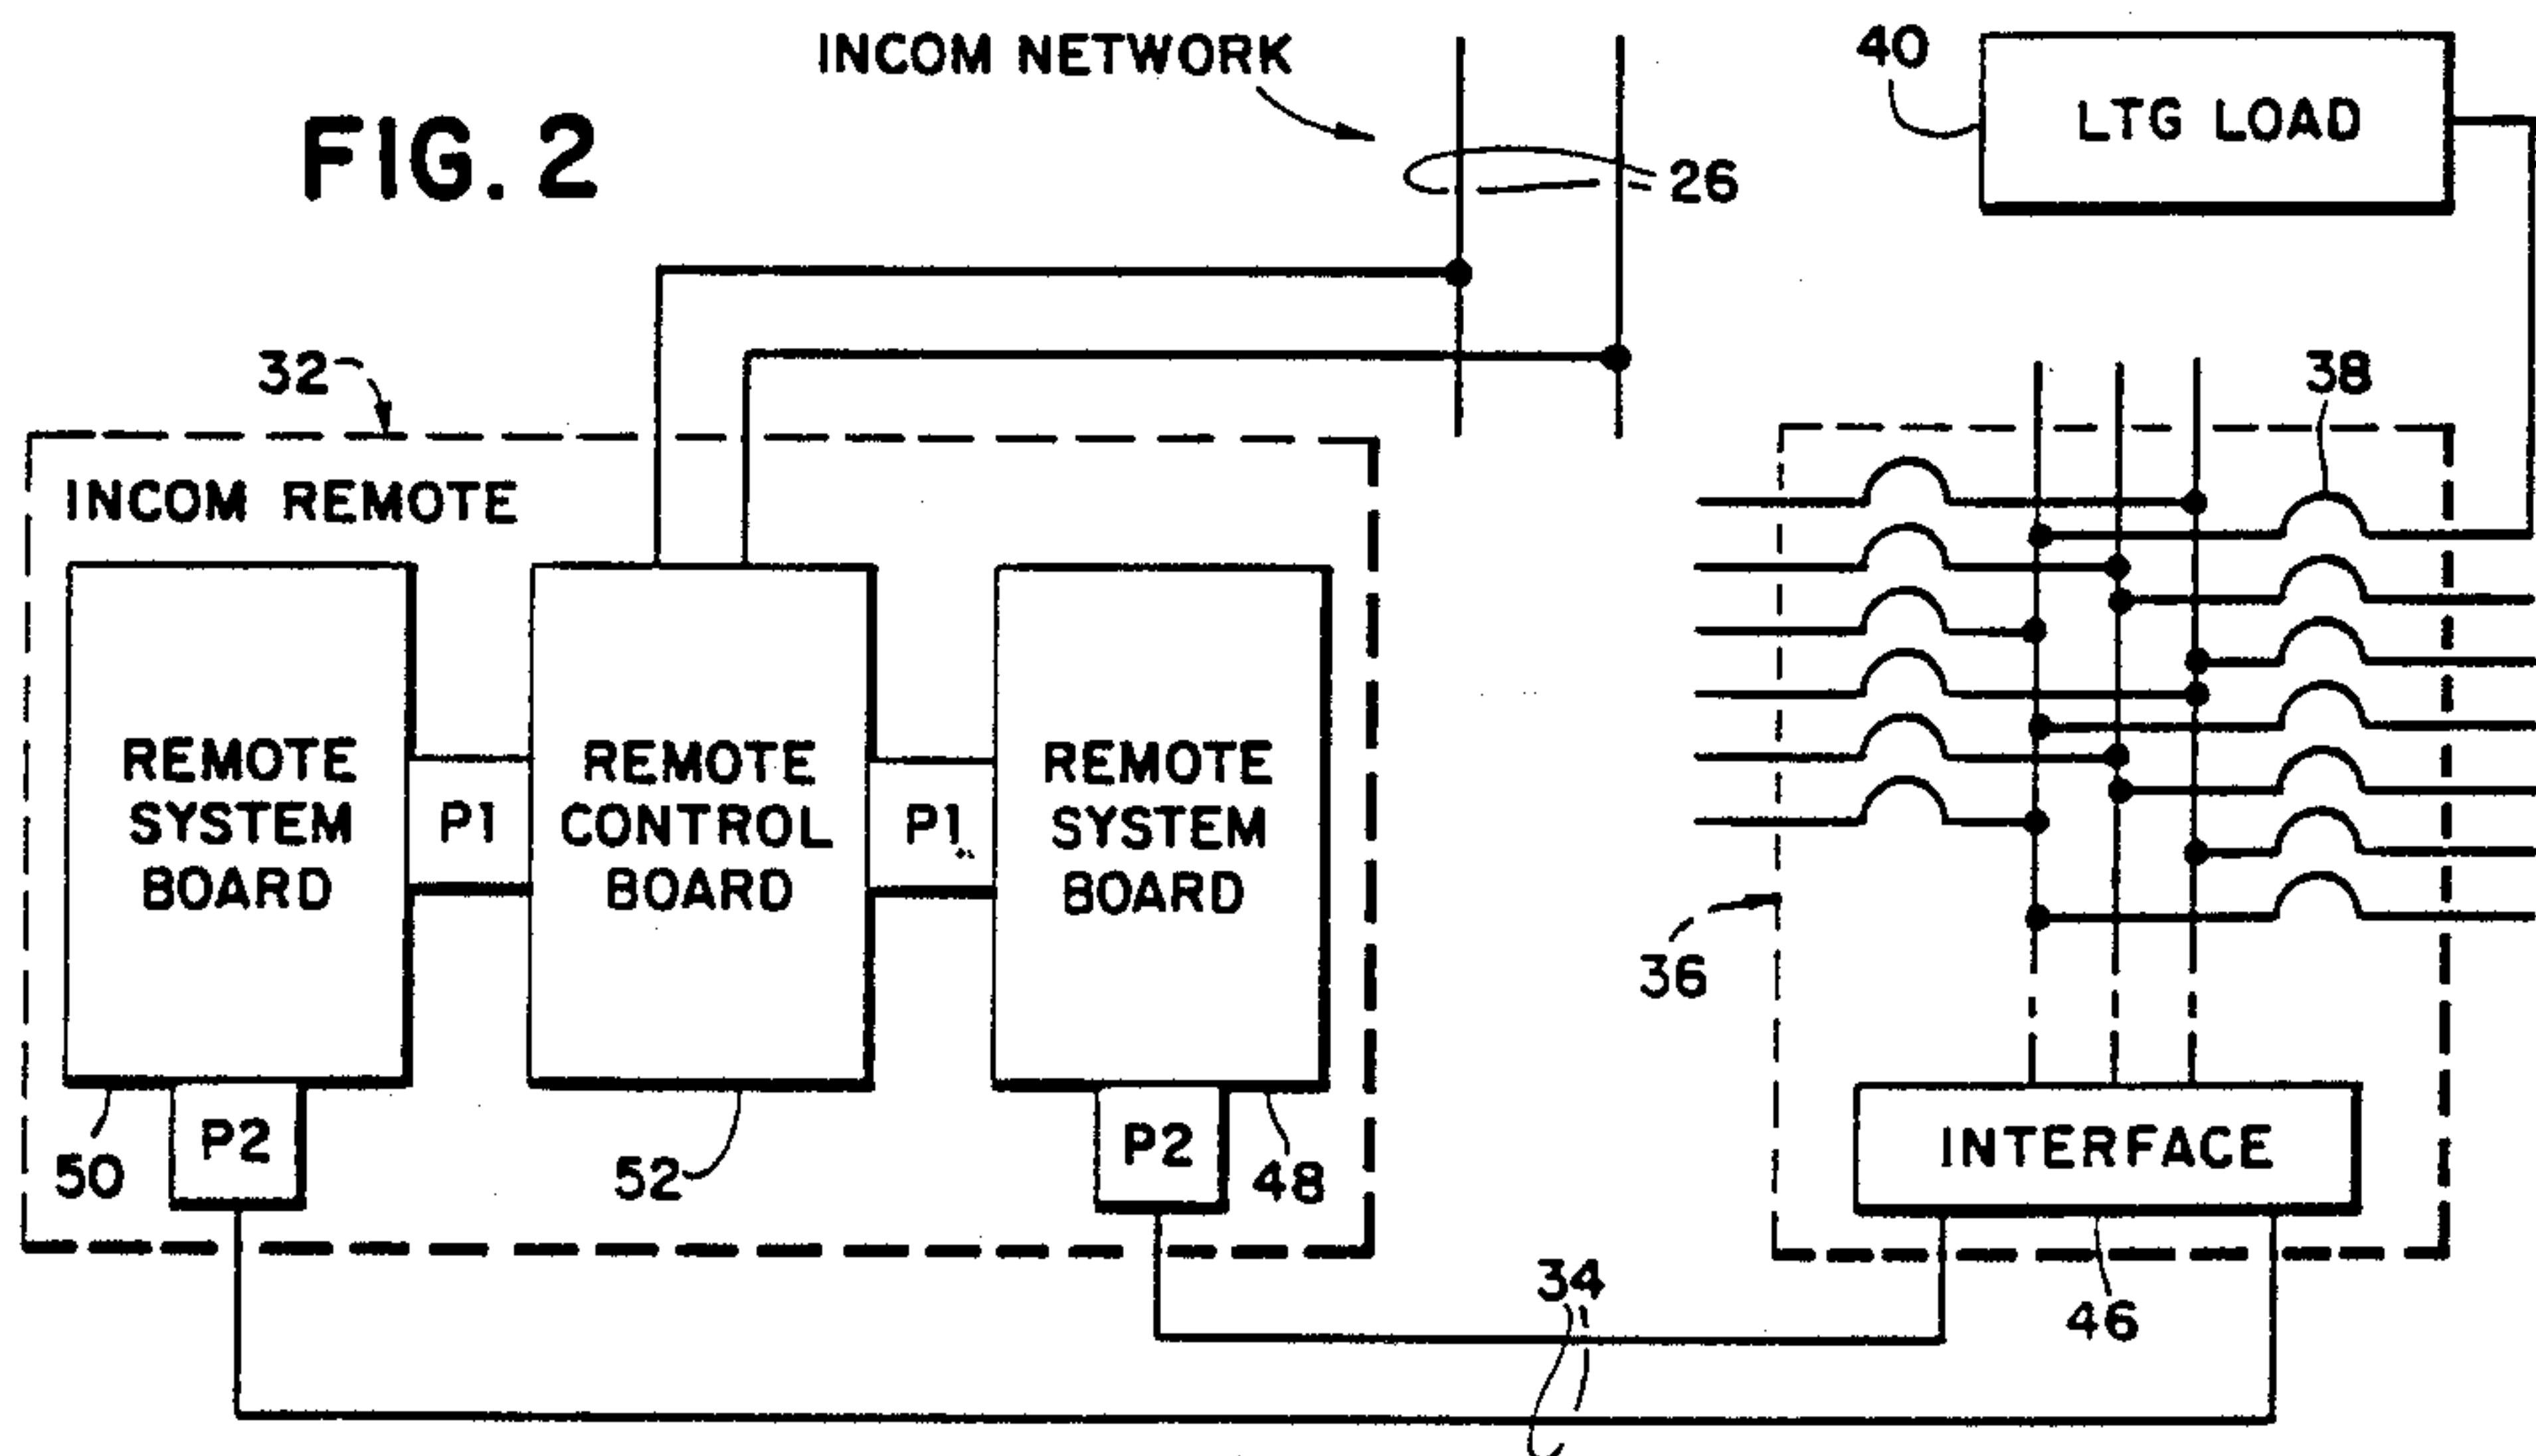 FIG. 2
INCOM NETWORK
26
40
LTG LOAD
32
INCOM REMOTE
REMOTE
SYSTEM
BOARD
P1
REMOTE
CONTROL
BOARD
P1
REMOTE
SYSTEM
BOARD
P2
50
52
P2
48
38
36
INTERFACE
46
34